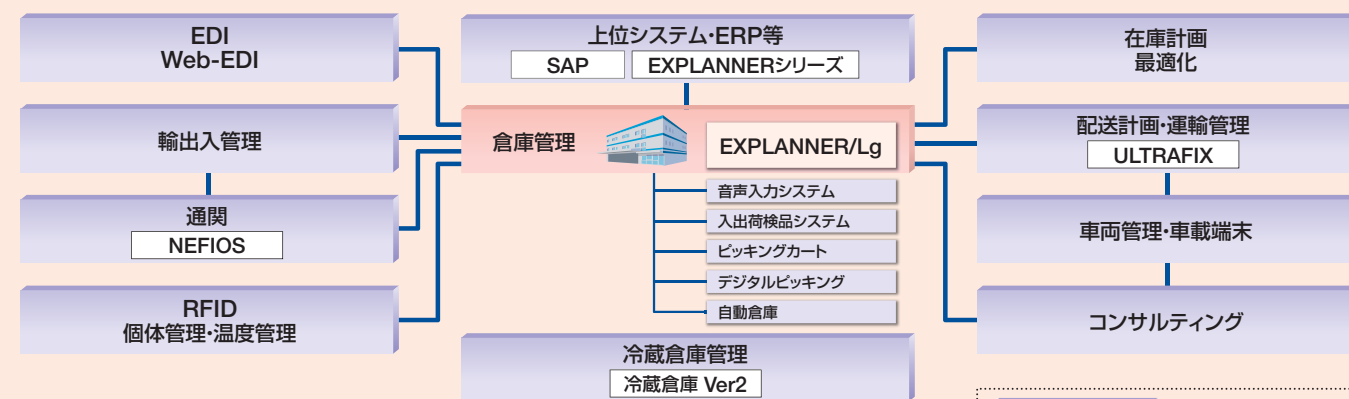 EDI
Web-EDI
輸出入管理
通関
NEFIOS
RFID
個体管理・温度管理
上位システム・ERP等
SAP
EXPLANNERシリーズ
倉庫管理
EXPLANNER/Lg
音声入力システム
入出荷検品システム
ピッキングカート
デジタルピッキング
自動倉庫
冷蔵倉庫管理
冷蔵倉庫 Ver2
在庫計画
最適化
配送計画・運輸管理
ULTRAFIX
車両管理・車載端末
コンサルティング